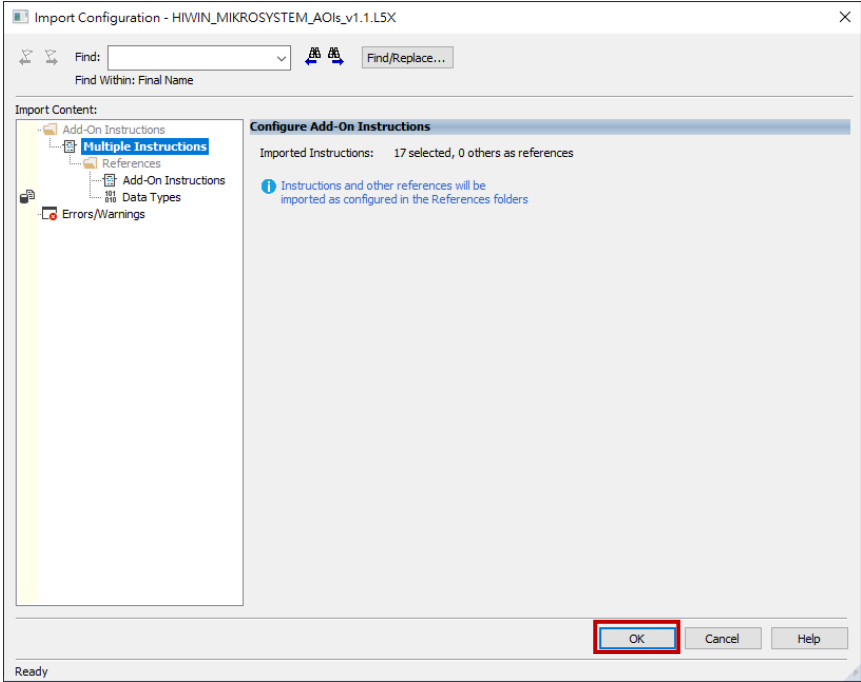 Import Configuration - HIWIN_MIKROSYSTEM_AOIs_v1.1.L5X
Find:
Find/Replace...
Find Within: Final Name
Import Content:
Add-On Instructions
Multiple Instructions
References
Add-On Instructions
Data Types
Errors/Warnings
Configure Add-On Instructions
Imported Instructions: 17 selected, 0 others as references
Instructions and other references will be
imported as configured in the References folders
OK
Cancel
Help
Ready